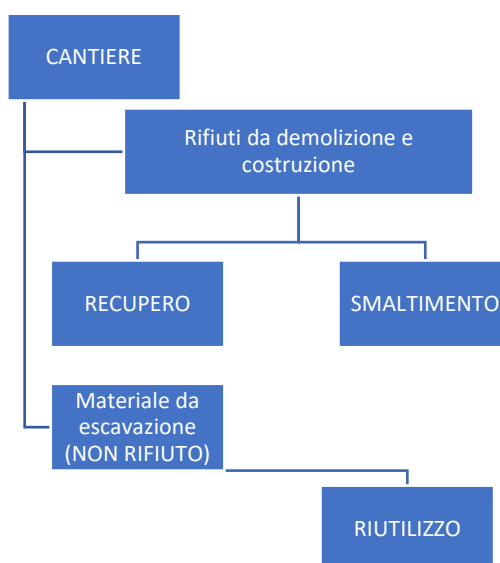 CANTIERE
Rifiuti da demolizione e
costruzione
RECUPERO
SMALTIMENTO
Materiale da
escavazione
(NON RIFIUTO)
RIUTILIZZO